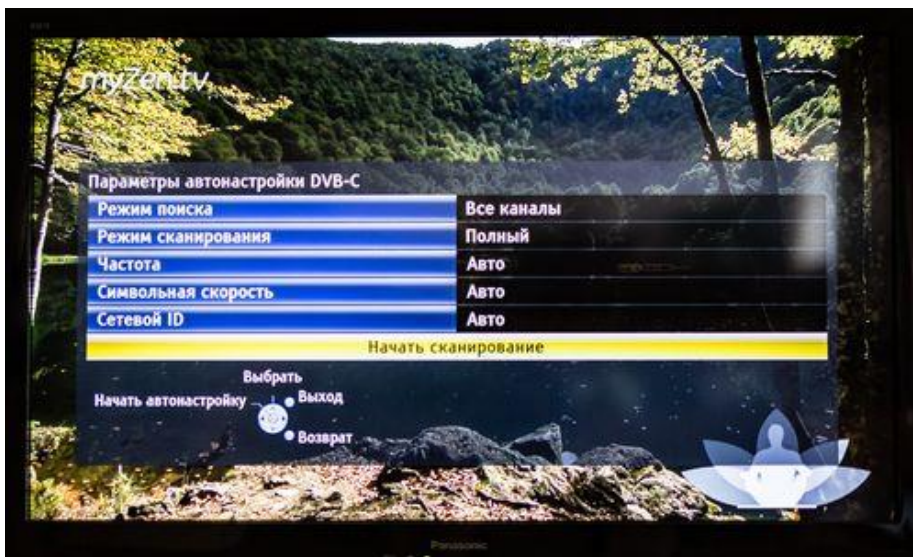 myZen.tv
Параметры автонастройки DVB-C
Режим поиска Все каналы
Режим сканирования Полный
Частота Авто
Символьная скорость Авто
Сетевой ID Авто
Начать сканирование
Выбрать
Начать автонастройку Выход
Возврат
Panasonic